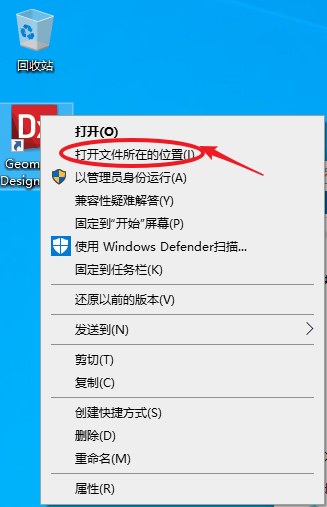 回收站
Dx
Geom
Design
打开(O)
打开文件所在的位置(I)
以管理员身份运行(A)
兼容性疑难解答(Y)
固定到"开始"屏幕(P)
使用 Windows Defender扫描...
固定到任务栏(K)
还原以前的版本(V)
发送到(N)
剪切(T)
复制(C)
创建快捷方式(S)
删除(D)
重命名(M)
属性(R)